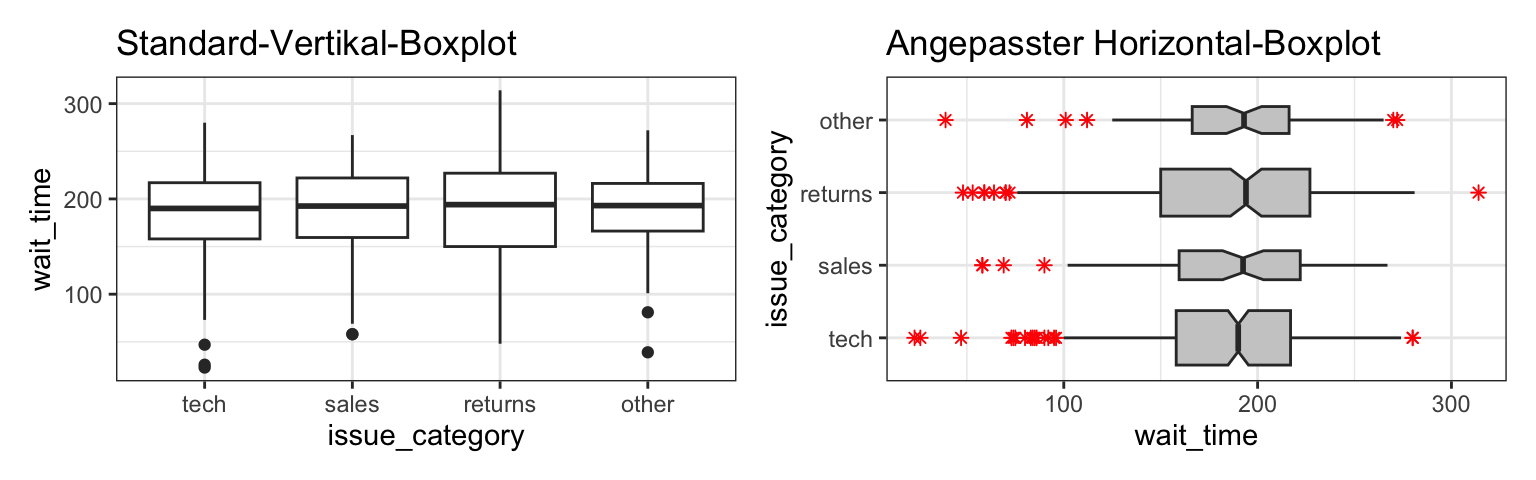 Standard-Vertikal-Boxplot
300
200
100
wait_time
tech sales returns other
issue_category
Angepasster Horizontal-Boxplot
other
returns
sales
tech
issue_category
100 200 300
wait_time